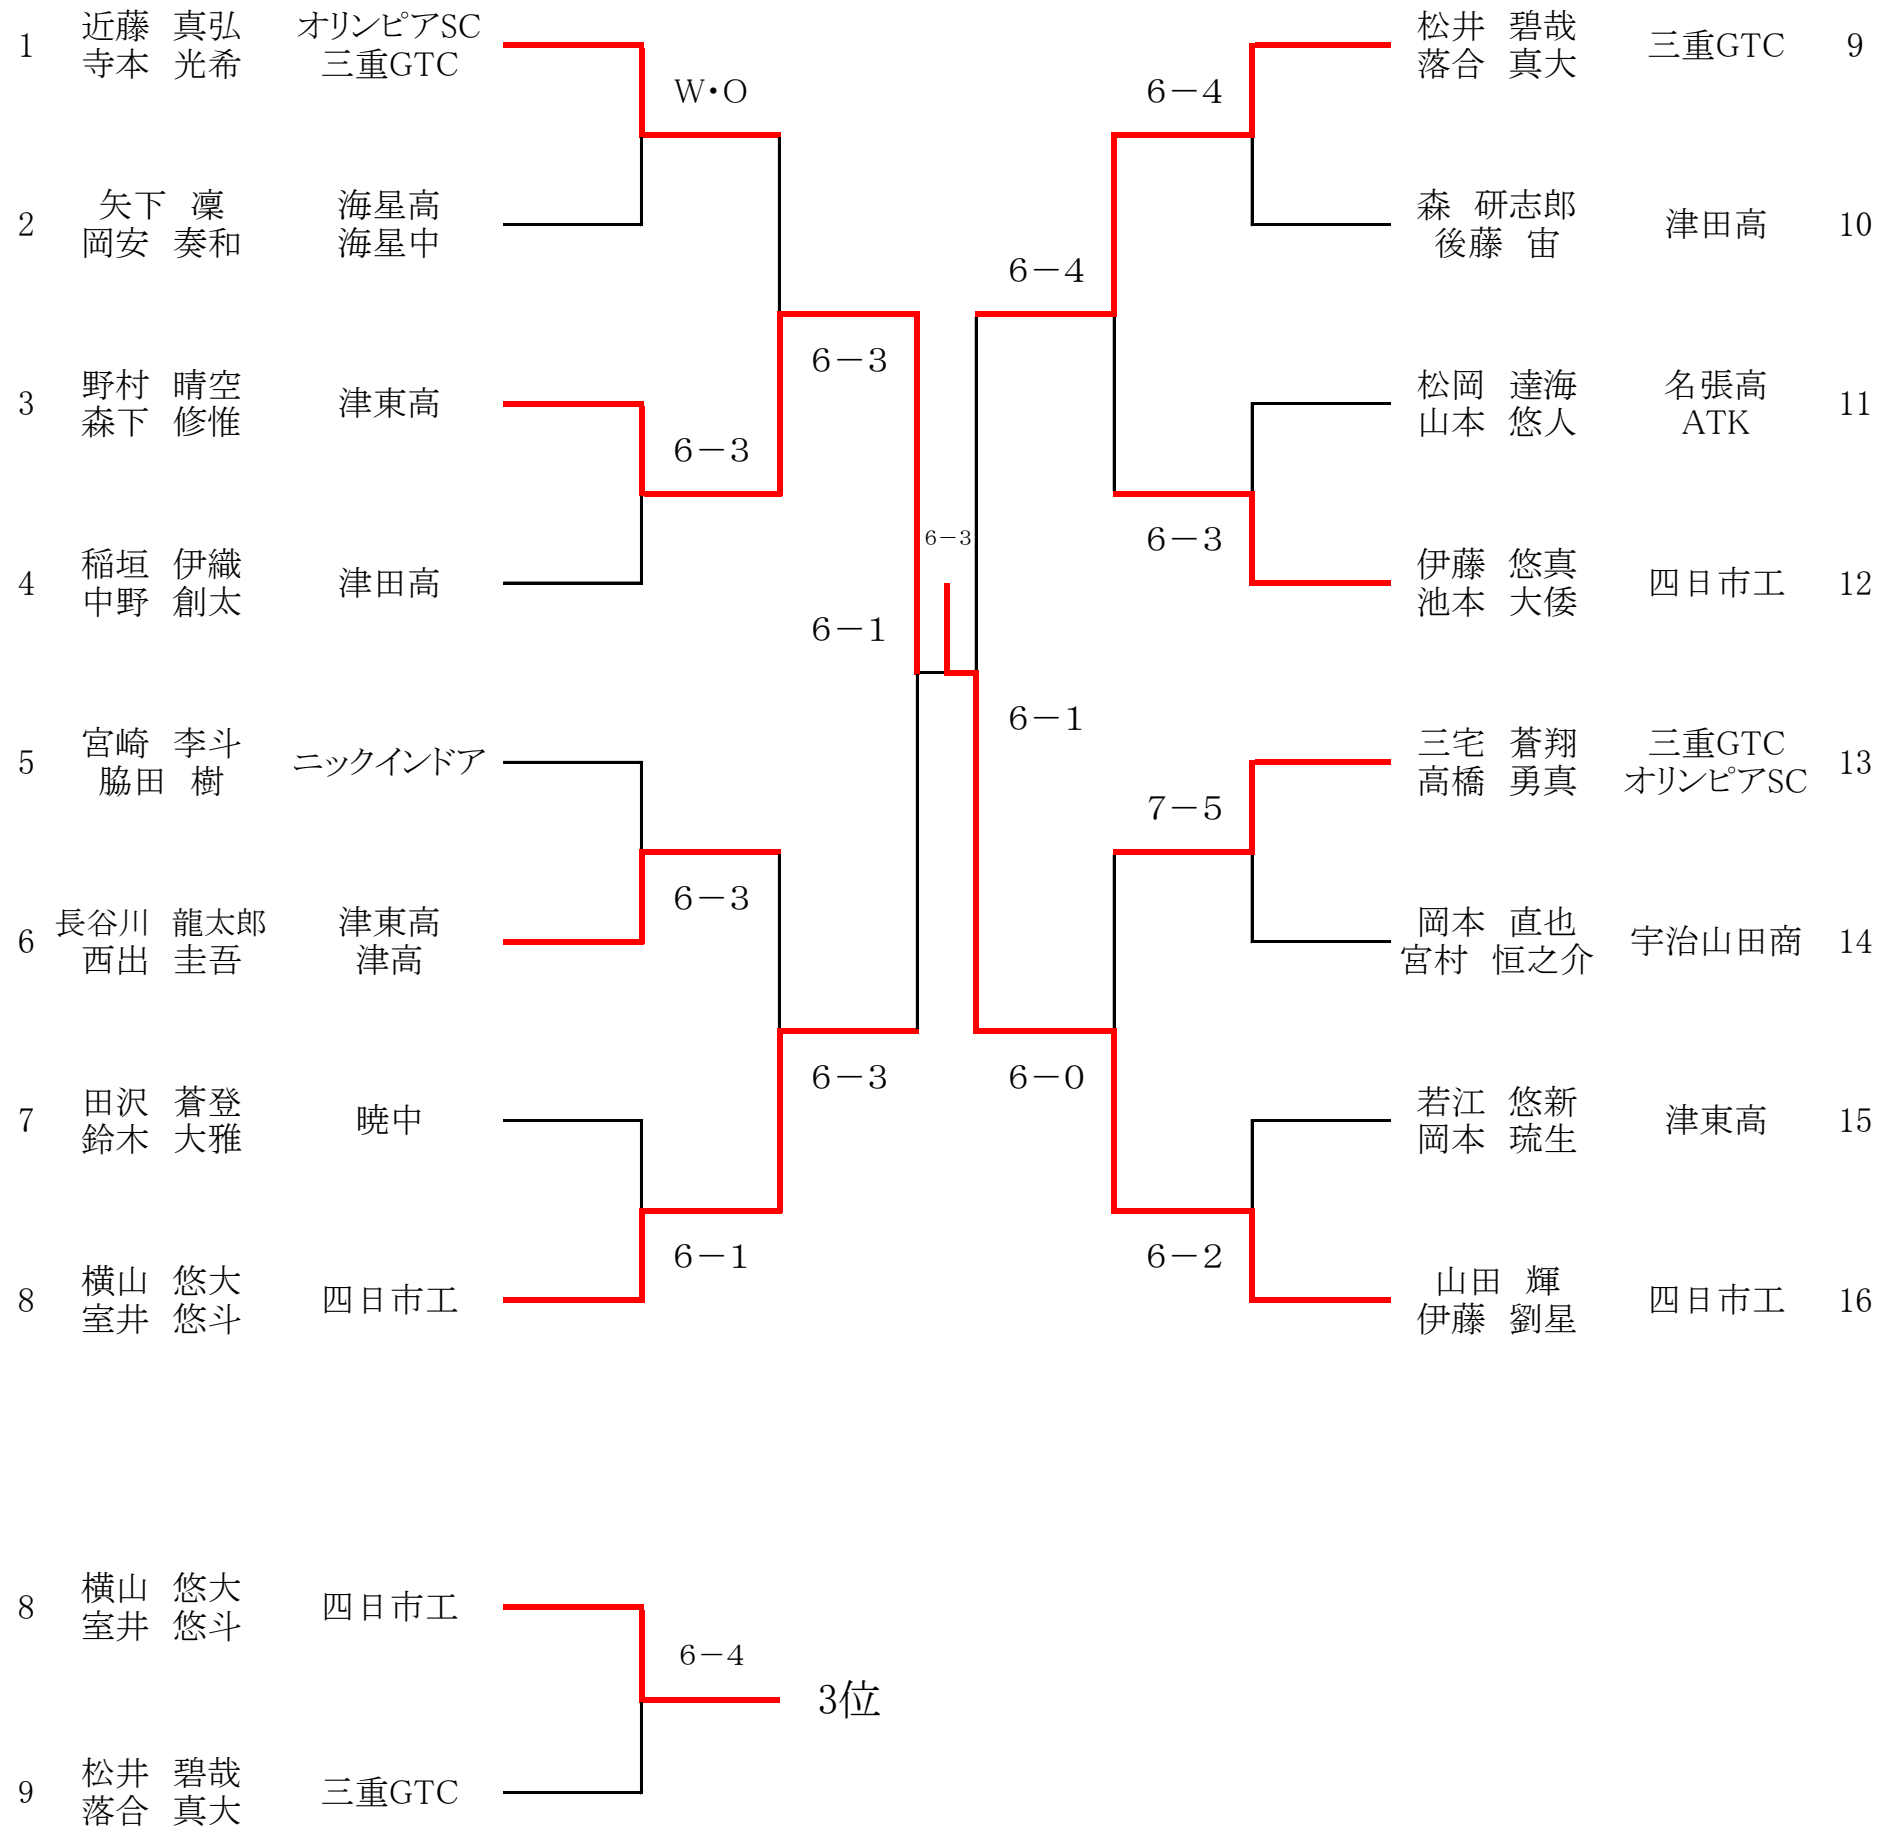 1 近藤 真弘 オリンピアSC
寺本 光希 三重GTC
W・O
2 矢下 凜 海星高
岡安 奏和 海星中
3 野村 晴空 津東高
森下 修惟
6－3
6－3
4 稲垣 伊織 津田高
中野 創太
6－1
5 宮崎 李斗 ニックインドア
脇田 樹
6 長谷川 龍太郎 津東高
西出 圭吾 津高
6－3
7 田沢 蒼登 暁中
鈴木 大雅
6－3
8 横山 悠大 四日市工
室井 悠斗
6－1
6－3
松井 碧哉 三重GTC 9
落合 真大
6－4
森 研志郎 津田高 10
後藤 宙
6－4
松岡 達海 名張高 11
山本 悠人 ATK
6－3
伊藤 悠真 四日市工 12
池本 大倭
6－1
三宅 蒼翔 三重GTC 13
高橋 勇真 オリンピアSC
7－5
岡本 直也 宇治山田商 14
宮村 恒之介
6－0
若江 悠新 津東高 15
岡本 琉生
6－2
山田 輝 四日市工 16
伊藤 劉星
8 横山 悠大 四日市工
室井 悠斗
6－4
3位
9 松井 碧哉 三重GTC
落合 真大